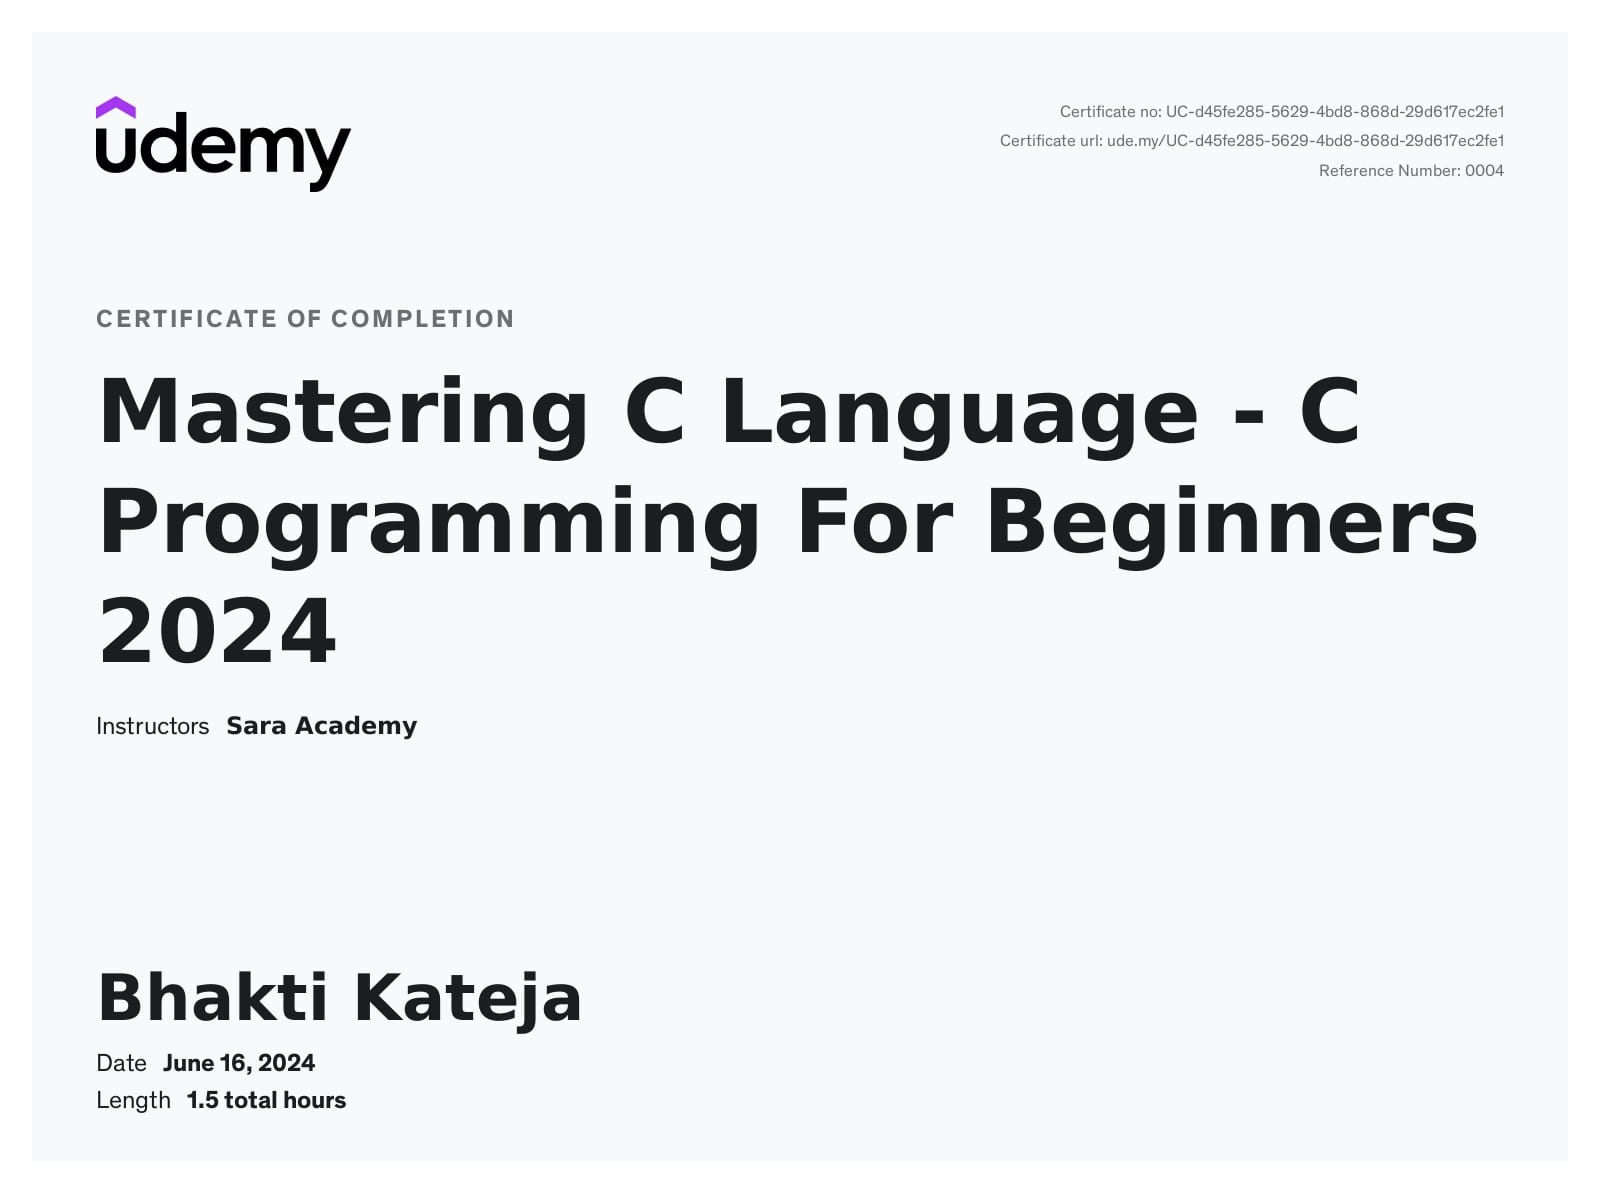 udemy
Certificate no: UC-d45fe285-5629-4bd8-868d-29d617ec2fe1
Certificate url: ude.my/UC-d45fe285-5629-4bd8-868d-29d617ec2fe1
Reference Number: 0004
CERTIFICATE OF COMPLETION
Mastering C Language - C
Programming For Beginners
2024
Instructors Sara Academy
Bhakti Kateja
Date June 16, 2024
Length 1.5 total hours